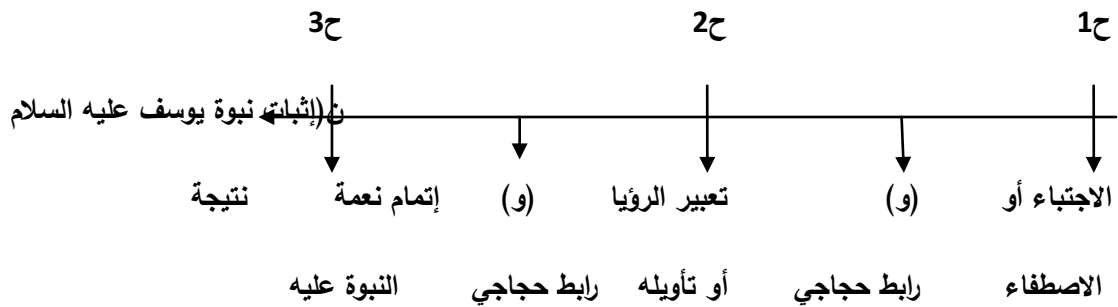 ح1 ح2 ح3
ن(إثبات نبوة يوسف عليه السلام
الاجتباء أو (و) تعبير الرؤيا (و) إتمام نعمة نتيجة
الاصطفاء رابط حجاجي أو تأويله رابط حجاجي النبوة عليه